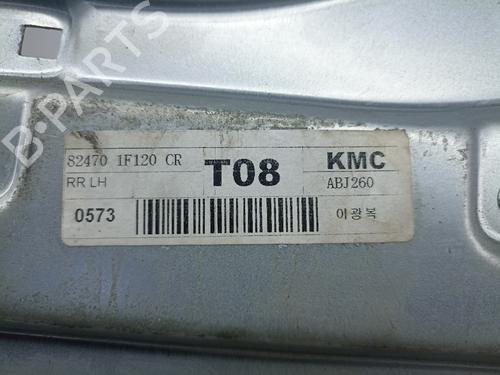 B-PARTS
82470 1F120 CR
T08
KMC
RR LH
ABJ260
0573
이광복